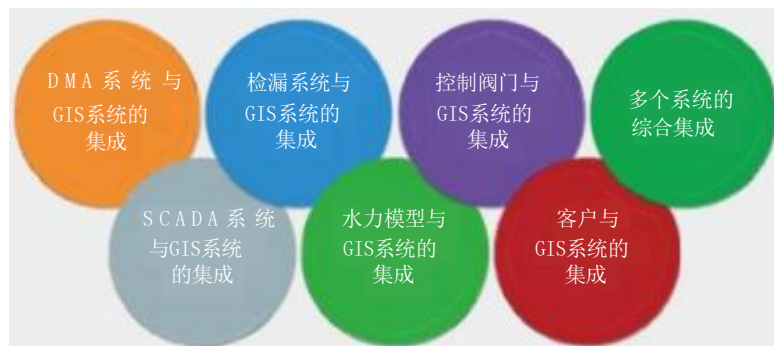 DMA系统与
GIS系统的
集成
检漏系统与
GIS系统的
集成
控制阀门与
GIS系统的
集成
多个系统的
综合集成
SCADA系统
与GIS系统
的集成
水力模型与
GIS系统的
集成
客户与
GIS系统的
集成